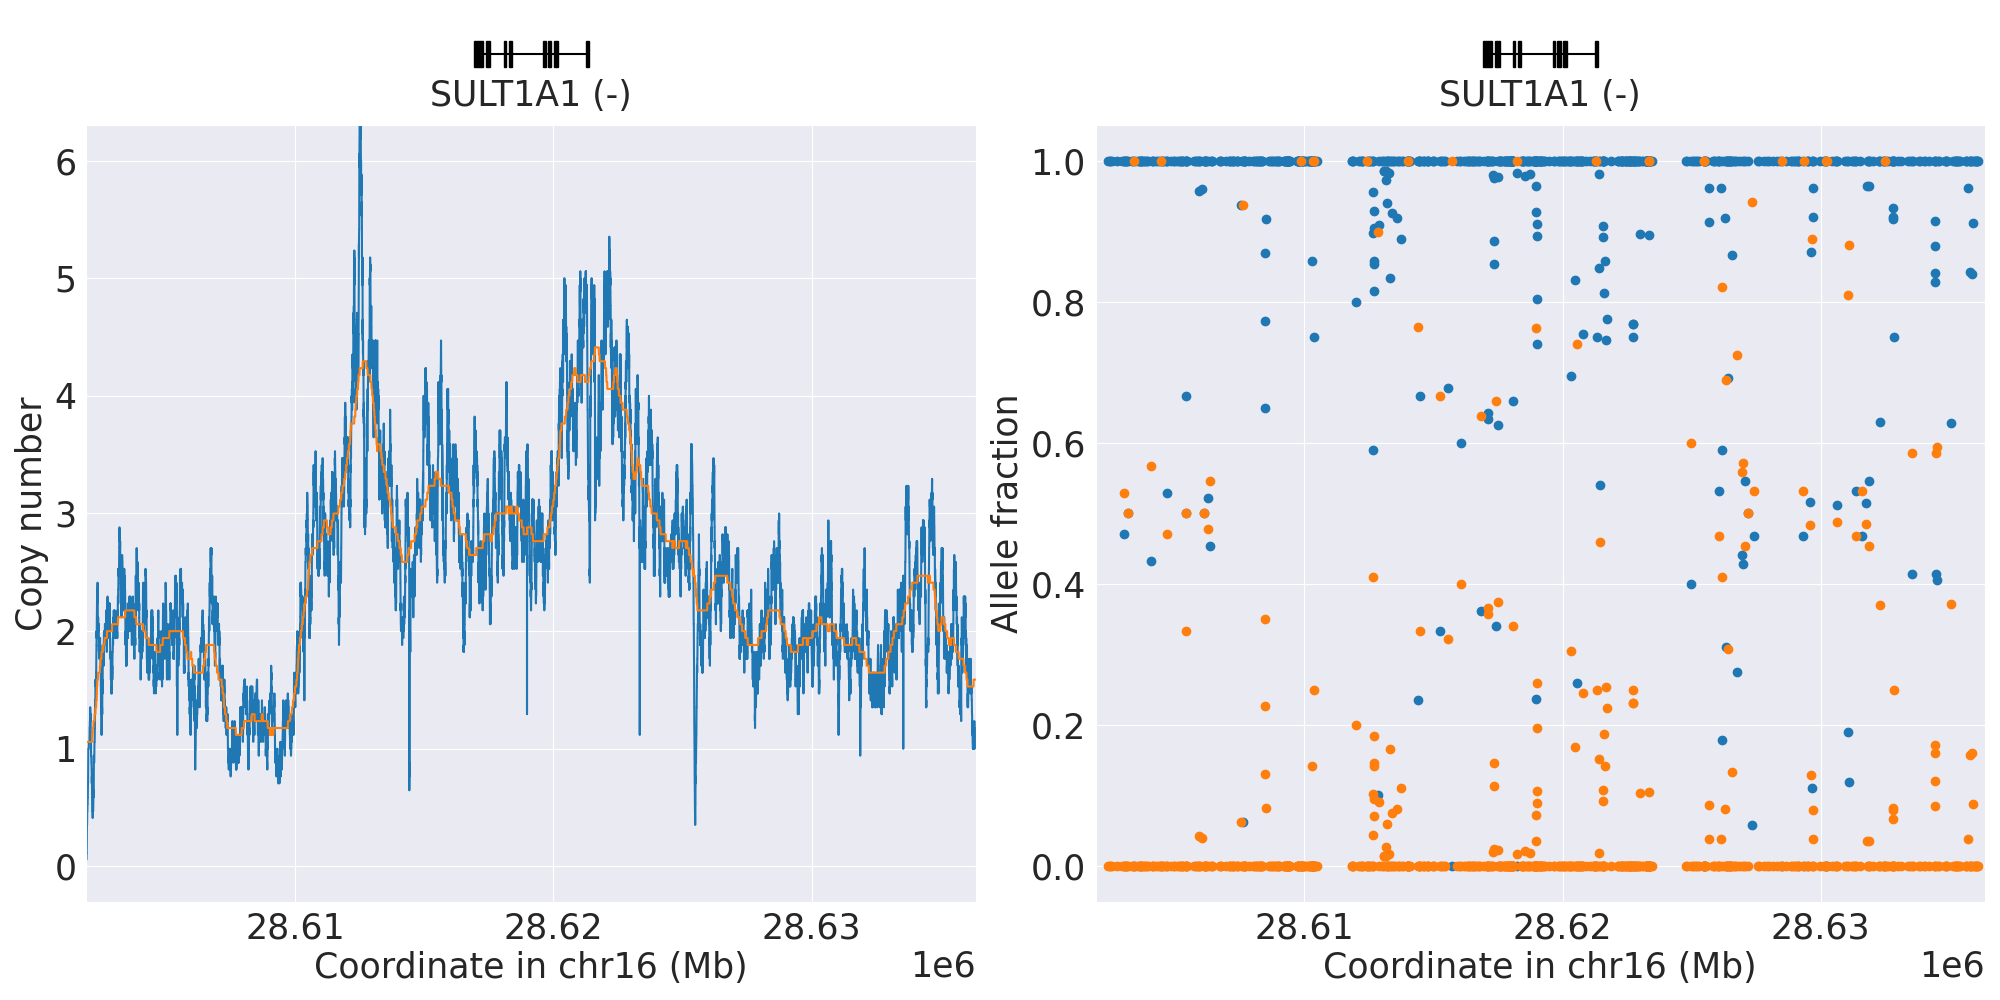 SULT1A1 (-)
6
5
4
3
2
1
0
Copy number
28.61
28.62
28.63
Coordinate in chr16 (Mb)
1e6
SULT1A1 (-)
1.0
0.8
0.6
0.4
0.2
0.0
Allele fraction
28.61
28.62
28.63
Coordinate in chr16 (Mb)
1e6